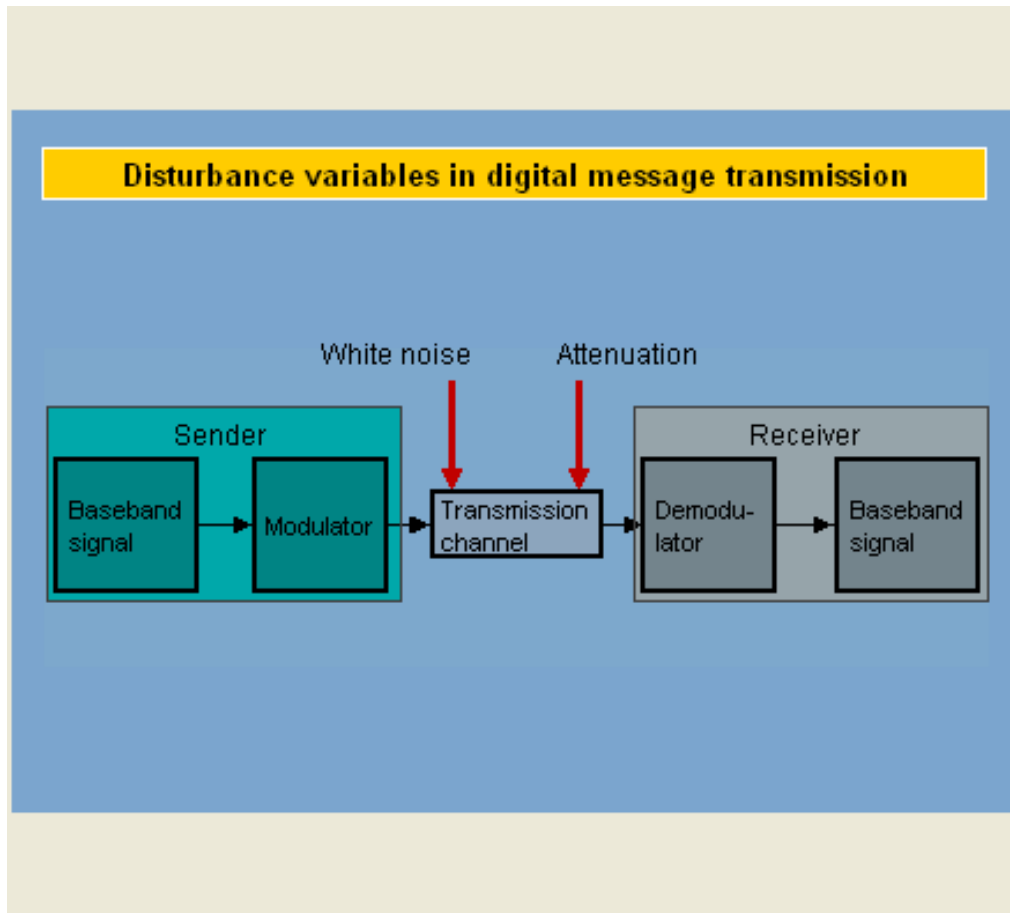 Disturbance variables in digital message transmission
White noise
Attenuation
Sender
Baseband
signal
Modulator
Transmission
channel
Receiver
Demodu-
lator
Baseband
signal